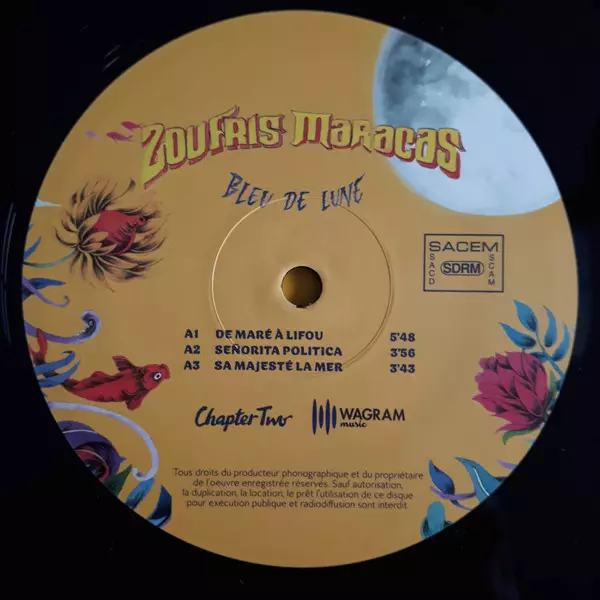 ZOUFRIS MARACAS
BLEU DE LUNE
SACEM
SACD
SDRM
SCAM
A1 DE MARÉ À LIFOU 5'48
A2 SEÑORITA POLITICA 3'56
A3 SA MAJESTÉ LA MER 3'43
Chapter Two
WAGRAM
music
Tous droits du producteur phonographique et du propriétaire
de l'oeuvre enregistrée réservés. Sauf autorisation,
la duplication, la location, le prêt l'utilisation de ce disque
pour exécution publique et radiodiffusion sont interdit